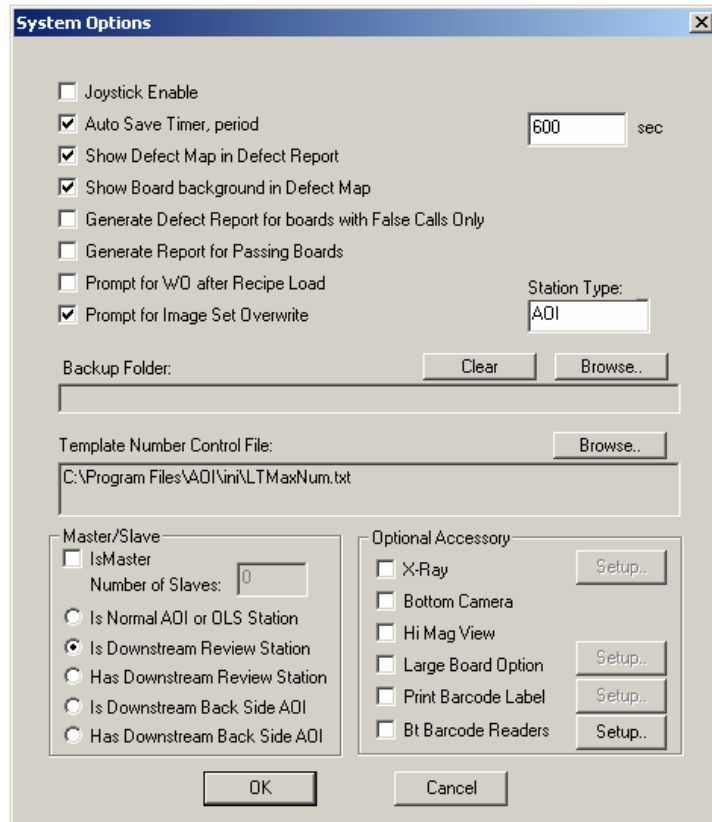 System Options
Joystick Enable
Auto Save Timer, period
600 sec
Show Defect Map in Defect Report
Show Board background in Defect Map
Generate Defect Report for boards with False Calls Only
Generate Report for Passing Boards
Prompt for WO after Recipe Load
Station Type:
Prompt for Image Set Overwrite
AOI
Backup Folder:
Clear
Browse..
Template Number Control File:
Browse..
C:\Program Files\AOI\ini\LTMaxNum.txt
Master/Slave
IsMaster
Number of Slaves: 0
Is Normal AOI or OLS Station
Is Downstream Review Station
Has Downstream Review Station
Is Downstream Back Side AOI
Has Downstream Back Side AOI
Optional Accessory
X-Ray
Setup..
Bottom Camera
Hi Mag View
Large Board Option
Setup..
Print Barcode Label
Setup..
Bt Barcode Readers
Setup..
OK
Cancel